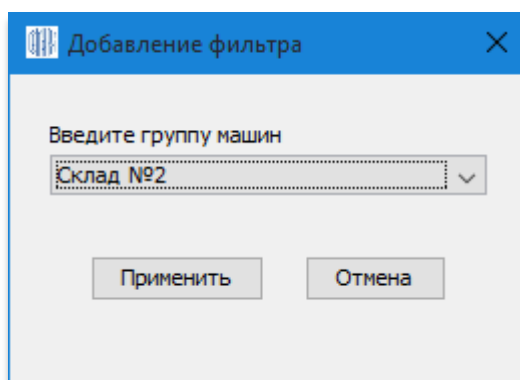 Добавление фильтра
Введите группу машин
Склад №2
Применить Отмена